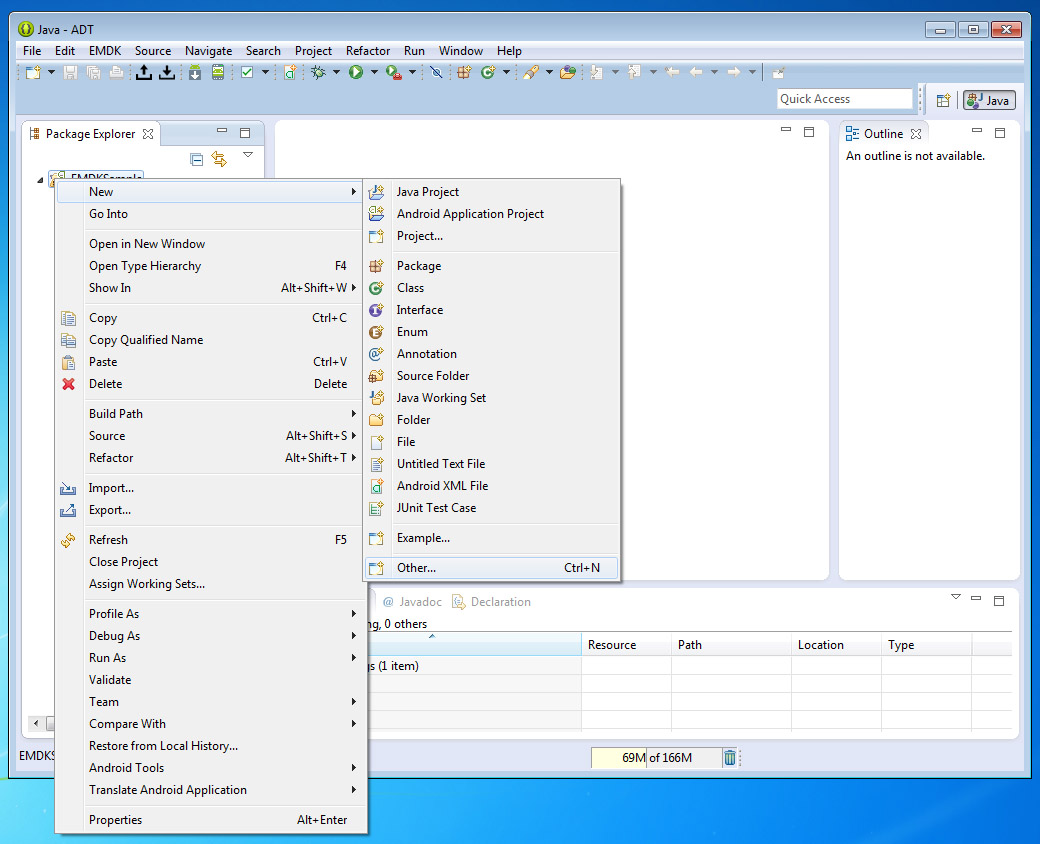 Java - ADT
File Edit EMDK Source Navigate Search Project Refactor Run Window Help
Quick Access
Java
Package Explorer
Outline
An outline is not available.
EMDKSample
New
Go Into
Open in New Window
Open Type Hierarchy F4
Show In Alt+Shift+W
Copy Ctrl+C
Copy Qualified Name
Paste Ctrl+V
Delete Delete
Build Path
Source Alt+Shift+S
Refactor Alt+Shift+T
Import...
Export...
Refresh F5
Close Project
Assign Working Sets...
Profile As
Debug As
Run As
Validate
Team
Compare With
Restore from Local History...
Android Tools
Translate Android Application
Properties Alt+Enter
Java Project
Android Application Project
Project...
Package
Class
Interface
Enum
Annotation
Source Folder
Java Working Set
Folder
File
Untitled Text File
Android XML File
JUnit Test Case
Example...
Other... Ctrl+N
@ Javadoc Declaration
ng, 0 others
Resource Path Location Type
gs (1 item)
EMDKS
69M of 166M